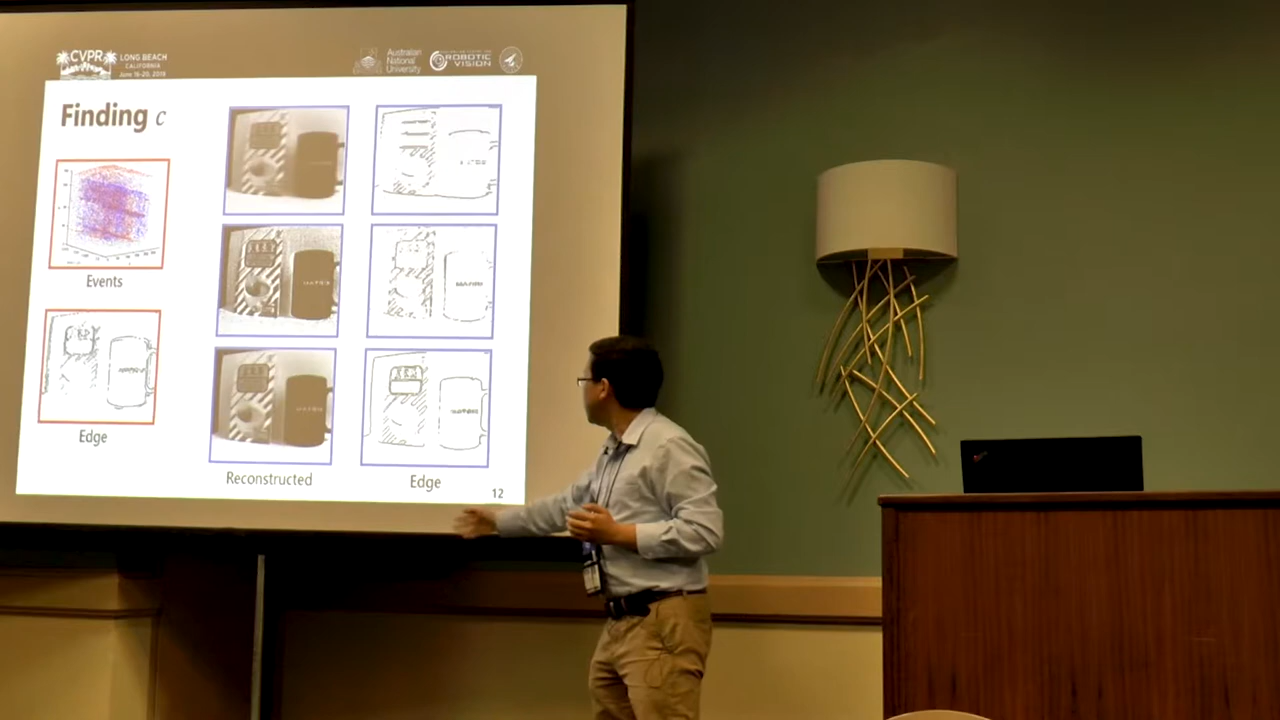 CVPR
LONG BEACH
CALIFORNIA
June 16-20, 2019
Australian
National
University
ROBOTIC
VISION
Finding c
Events
Edge
Reconstructed
Edge
12